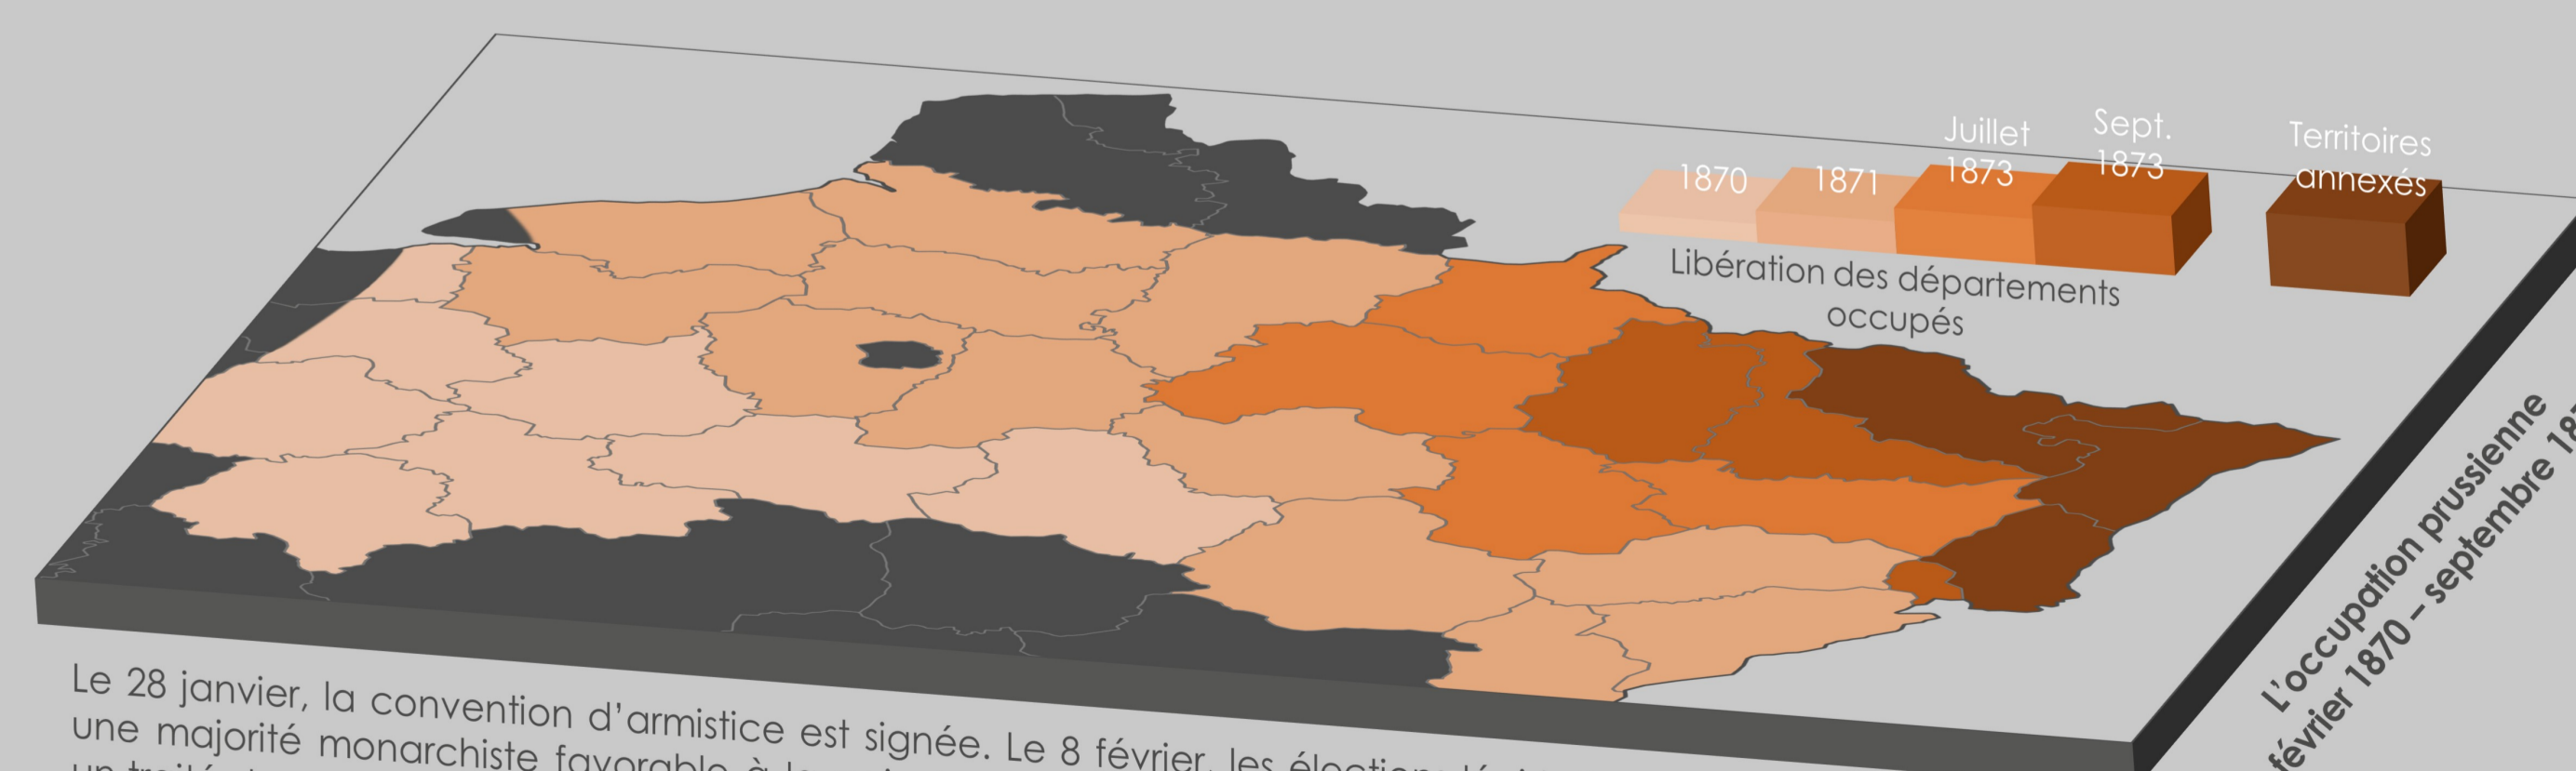 1870
1871
Juillet
1873
Sept.
1873
Territoires
annexés
Libération des départements
occupés
L'occupation prussienne
février 1870 – septembre
Le 28 janvier, la convention d'armistice est signée. Le 8 février, les
une majorité monarchiste favorable à